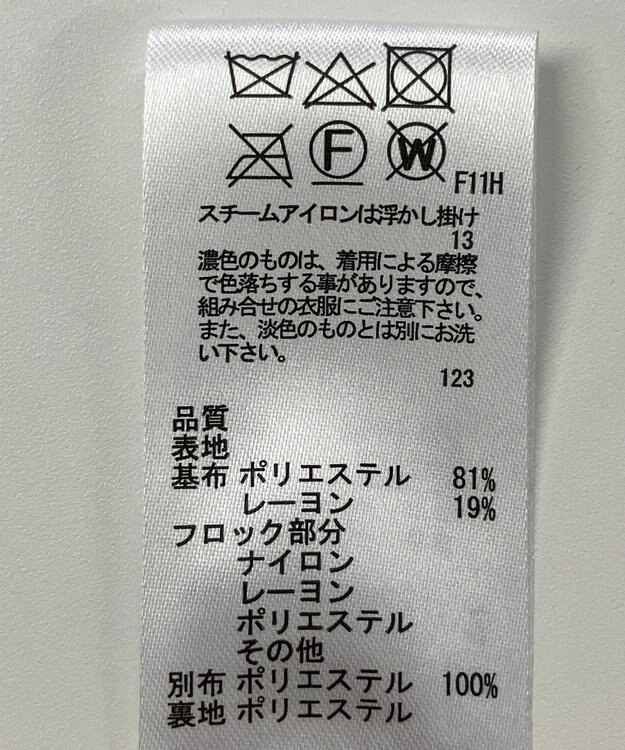 F W F11H
スチームアイロンは浮かし掛け
13
濃色のものは、着用による摩擦
で色落ちする事がありますので、
組み合せの衣服にご注意下さい。
また、淡色のものとは別にお洗
い下さい。
123
品質
表地
基布 ポリエステル 81%
レーヨン 19%
フロック部分
ナイロン
レーヨン
ポリエステル
その他
別布 ポリエステル 100%
裏地 ポリエステル